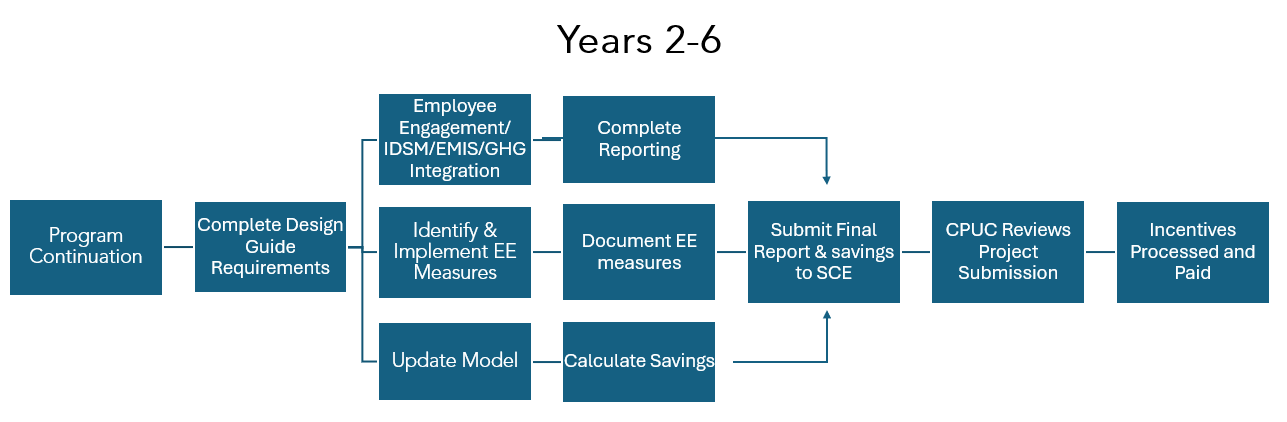 Years 2-6
Program
Continuation
Complete Design
Guide
Requirements
Employee
Engagement/
IDSM/EMIS/GHG
Integration
Complete
Reporting
Identify &
Implement EE
Measures
Document EE
measures
Update Model
Calculate Savings
Submit Final
Report & savings
to SCE
CPUC Reviews
Project
Submission
Incentives
Processed and
Paid